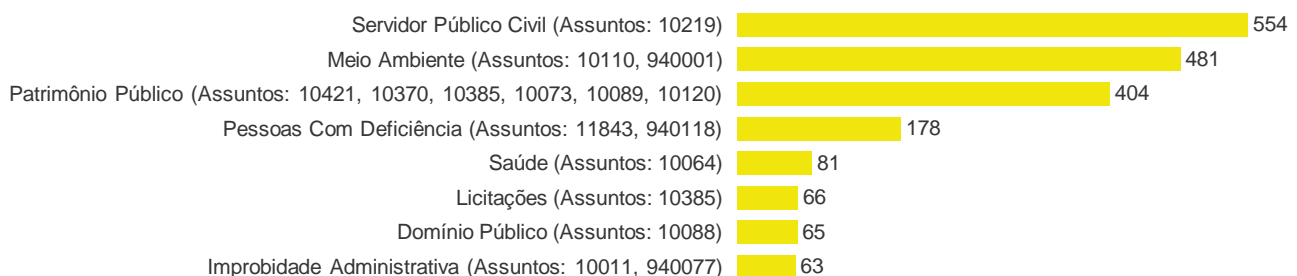 Servidor Público Civil (Assuntos: 10219) 554
Meio Ambiente (Assuntos: 10110, 940001) 481
Patrimônio Público (Assuntos: 10421, 10370, 10385, 10073, 10089, 10120) 404
Pessoas Com Deficiência (Assuntos: 11843, 940118) 178
Saúde (Assuntos: 10064) 81
Licitações (Assuntos: 10385) 66
Domínio Público (Assuntos: 10088) 65
Improbidade Administrativa (Assuntos: 10011, 940077) 63